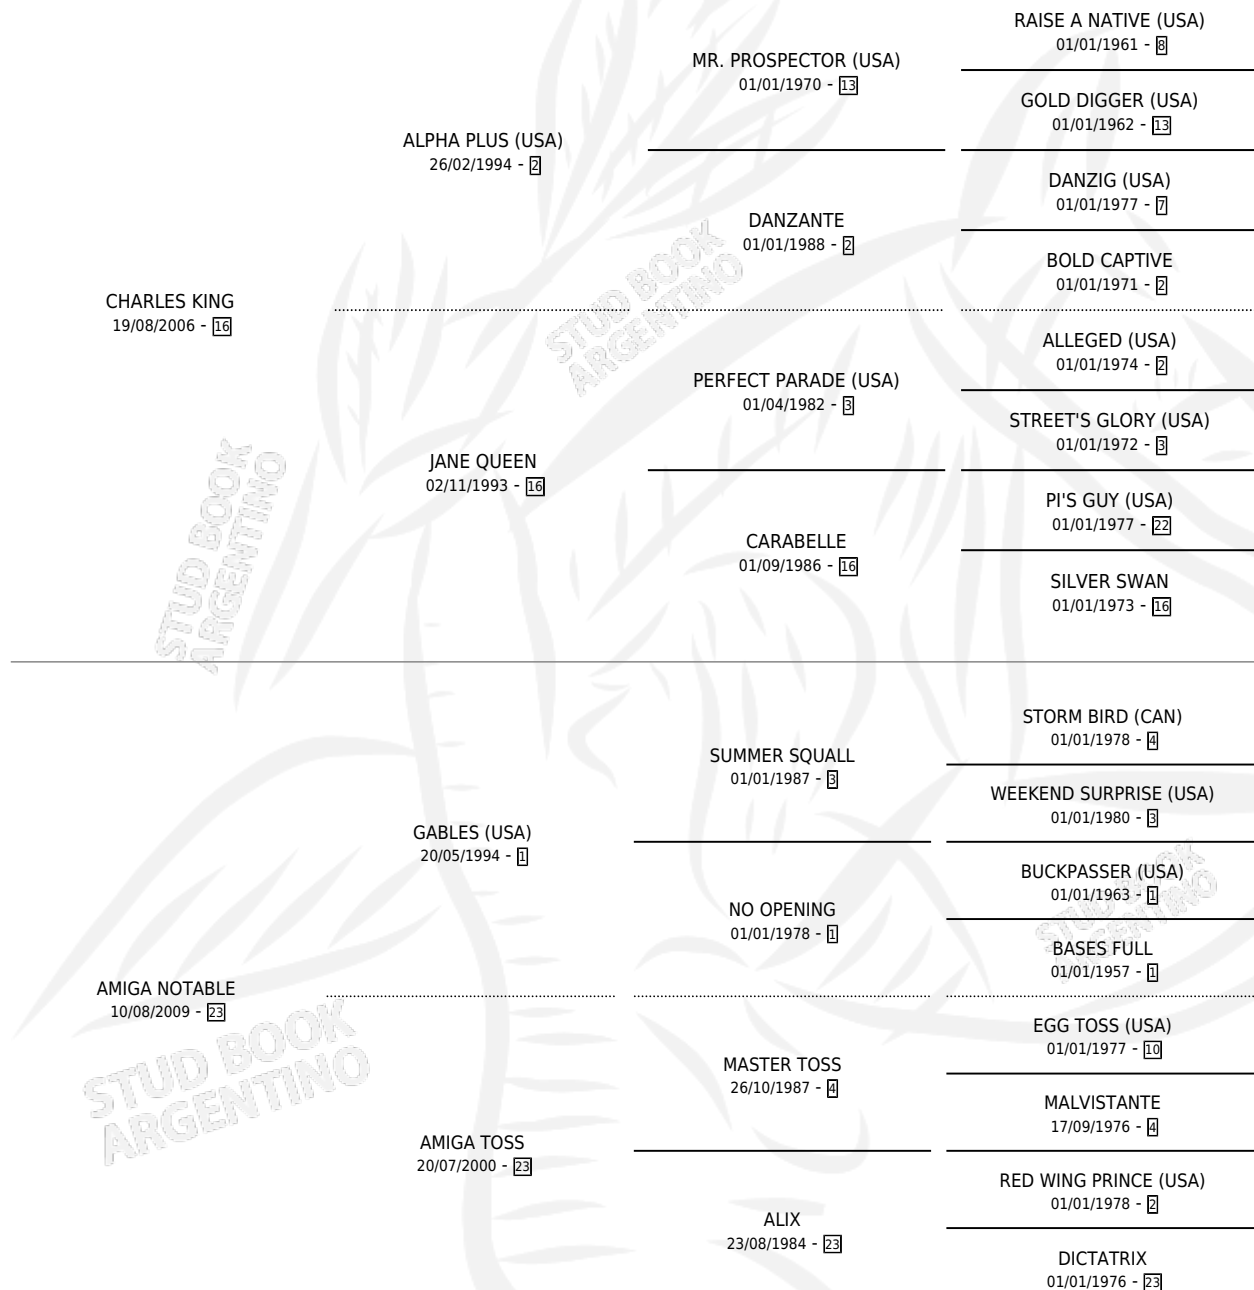 RAISE A NATIVE (USA)
01/01/1961 - 8
MR. PROSPECTOR (USA)
01/01/1970 - 13
GOLD DIGGER (USA)
01/01/1962 - 13
ALPHA PLUS (USA)
26/02/1994 - 2
DANZIG (USA)
01/01/1977 - 7
DANZANTE
01/01/1988 - 2
BOLD CAPTIVE
01/01/1971 - 2
CHARLES KING
19/08/2006 - 16
STUD BOOK
ARGENTINO
ALLEGED (USA)
01/01/1974 - 2
PERFECT PARADE (USA)
01/04/1982 - 3
STREET'S GLORY (USA)
01/01/1972 - 3
JANE QUEEN
02/11/1993 - 16
PI'S GUY (USA)
01/01/1977 - 22
CARABELLE
01/09/1986 - 16
SILVER SWAN
01/01/1973 - 16
STUD BOOK
ARGENTINO
STORM BIRD (CAN)
01/01/1978 - 4
SUMMER SQUALL
01/01/1987 - 3
WEEKEND SURPRISE (USA)
01/01/1980 - 3
GABLES (USA)
20/05/1994 - 1
BUCKPASSER (USA)
01/01/1963 - 1
STUD BOOK
ARGENTINO
NO OPENING
01/01/1978 - 1
BASES FULL
01/01/1957 - 1
AMIGA NOTABLE
10/08/2009 - 23
STUD BOOK
ARGENTINO
EGG TOSS (USA)
01/01/1977 - 10
MASTER TOSS
26/10/1987 - 4
MALVISTANTE
17/09/1976 - 4
AMIGA TOSS
20/07/2000 - 23
RED WING PRINCE (USA)
01/01/1978 - 2
ALIX
23/08/1984 - 23
DICTATRIX
01/01/1976 - 23